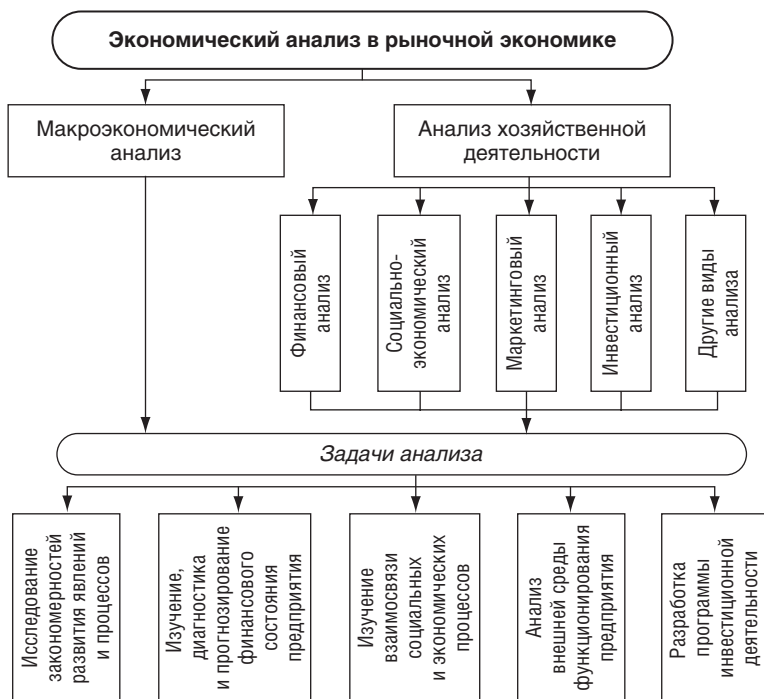 Экономический анализ в рыночной экономике
Макроэкономический
анализ
Анализ хозяйственной
деятельности
Финансовый
анализ
Социально-
экономический
анализ
Маркетинговый
анализ
Инвестиционный
анализ
Другие виды
анализа
Задачи анализа
Исследование
закономерностей
развития явлений
и процессов
Изучение,
диагностика
и прогнозирование
финансового
состояния
предприятия
Изучение
взаимосвязи
социальных
и экономических
процессов
Анализ
внешней среды
функционирования
предприятия
Разработка
программы
инвестиционной
деятельности